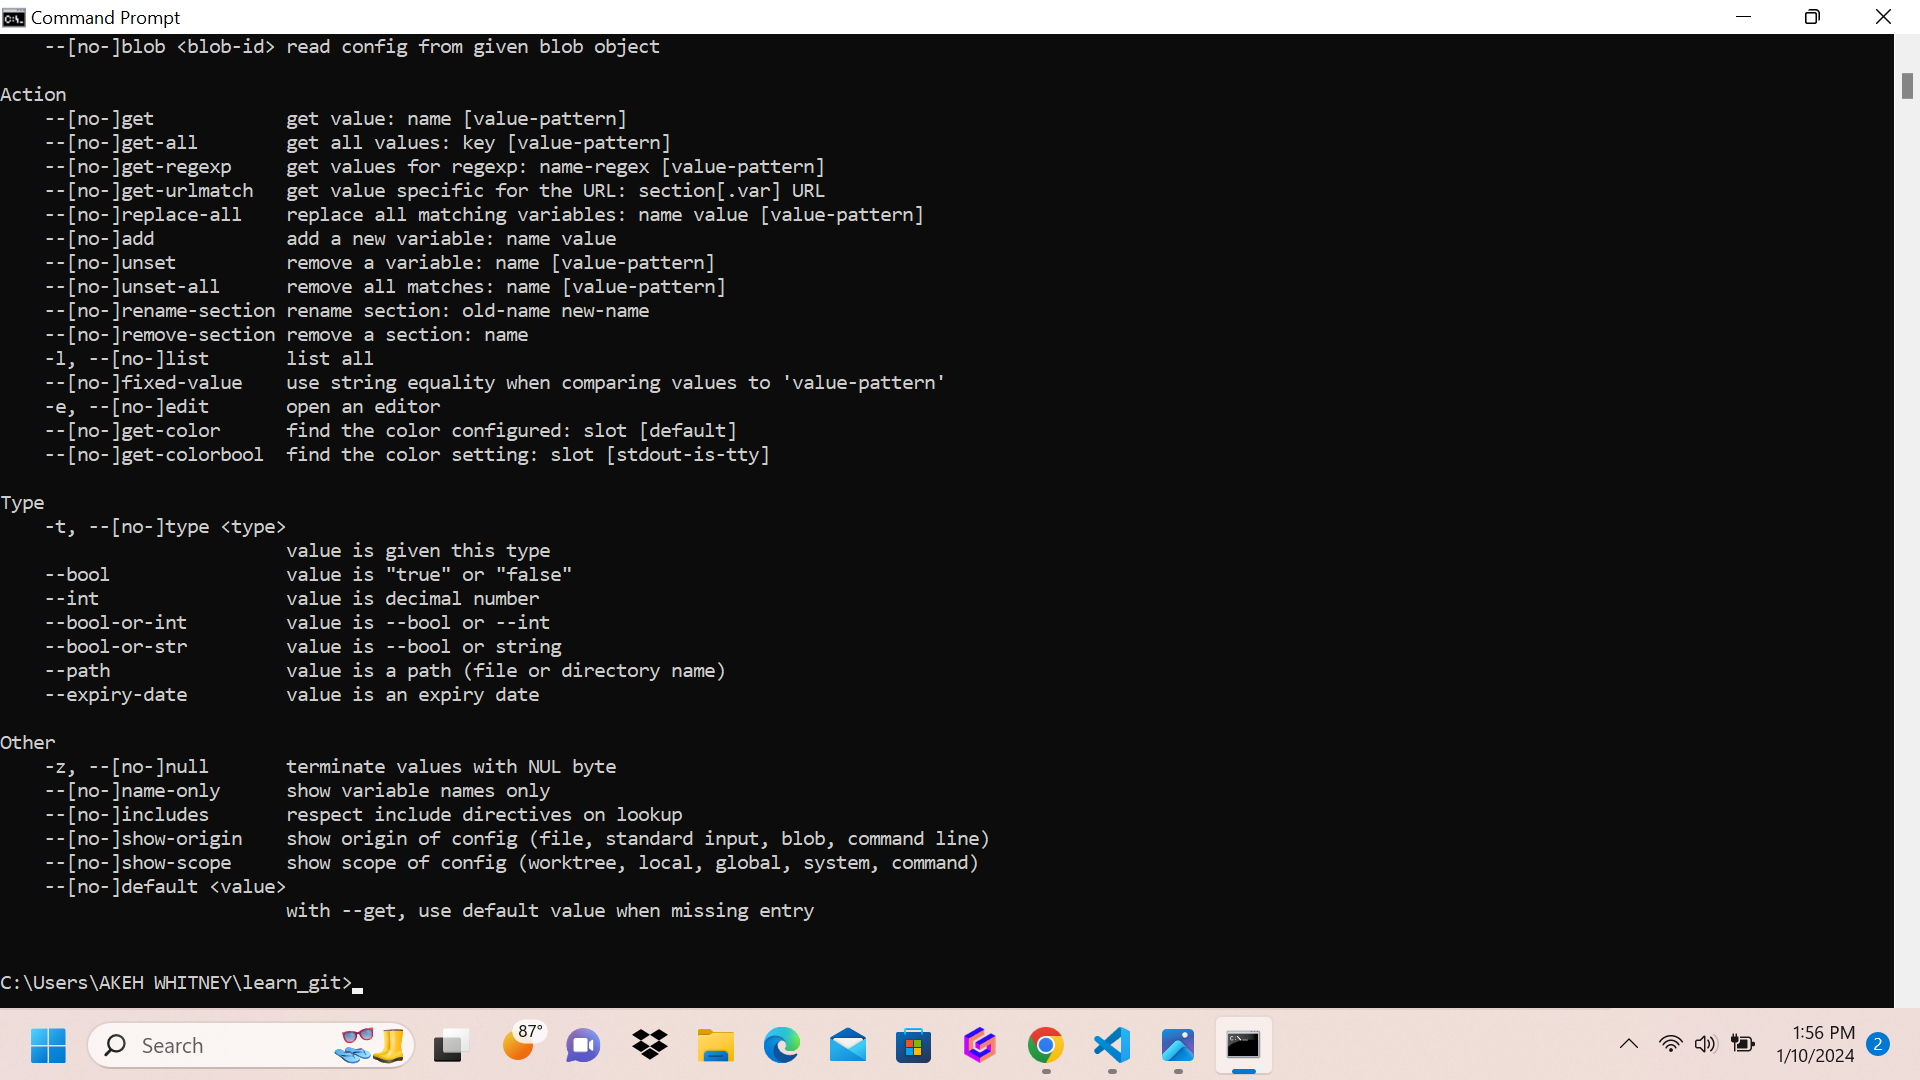 Command Prompt
--[no-]blob <blob-id> read config from given blob object
Action
--[no-]get get value: name [value-pattern]
--[no-]get-all get all values: key [value-pattern]
--[no-]get-regexp get values for regexp: name-regex [value-pattern]
--[no-]get-urlmatch get value specific for the URL: section[.var] URL
--[no-]replace-all replace all matching variables: name value [value-pattern]
--[no-]add add a new variable: name value
--[no-]unset remove a variable: name [value-pattern]
--[no-]unset-all remove all matches: name [value-pattern]
--[no-]rename-section rename section: old-name new-name
--[no-]remove-section remove a section: name
-l, --[no-]list list all
--[no-]fixed-value use string equality when comparing values to 'value-pattern'
-e, --[no-]edit open an editor
--[no-]get-color find the color configured: slot [default]
--[no-]get-colorbool find the color setting: slot [stdout-is-tty]
Type
-t, --[no-]type <type>
value is given this type
--bool value is "true" or "false"
--int value is decimal number
--bool-or-int value is --bool or --int
--bool-or-str value is --bool or string
--path value is a path (file or directory name)
--expiry-date value is an expiry date
Other
-z, --[no-]null terminate values with NUL byte
--[no-]name-only show variable names only
--[no-]includes respect include directives on lookup
--[no-]show-origin show origin of config (file, standard input, blob, command line)
--[no-]show-scope show scope of config (worktree, local, global, system, command)
--[no-]default <value>
with --get, use default value when missing entry
C:\Users\AKEH WHITNEY\learn_git>
Search
87°
1:56 PM
1/10/2024
2